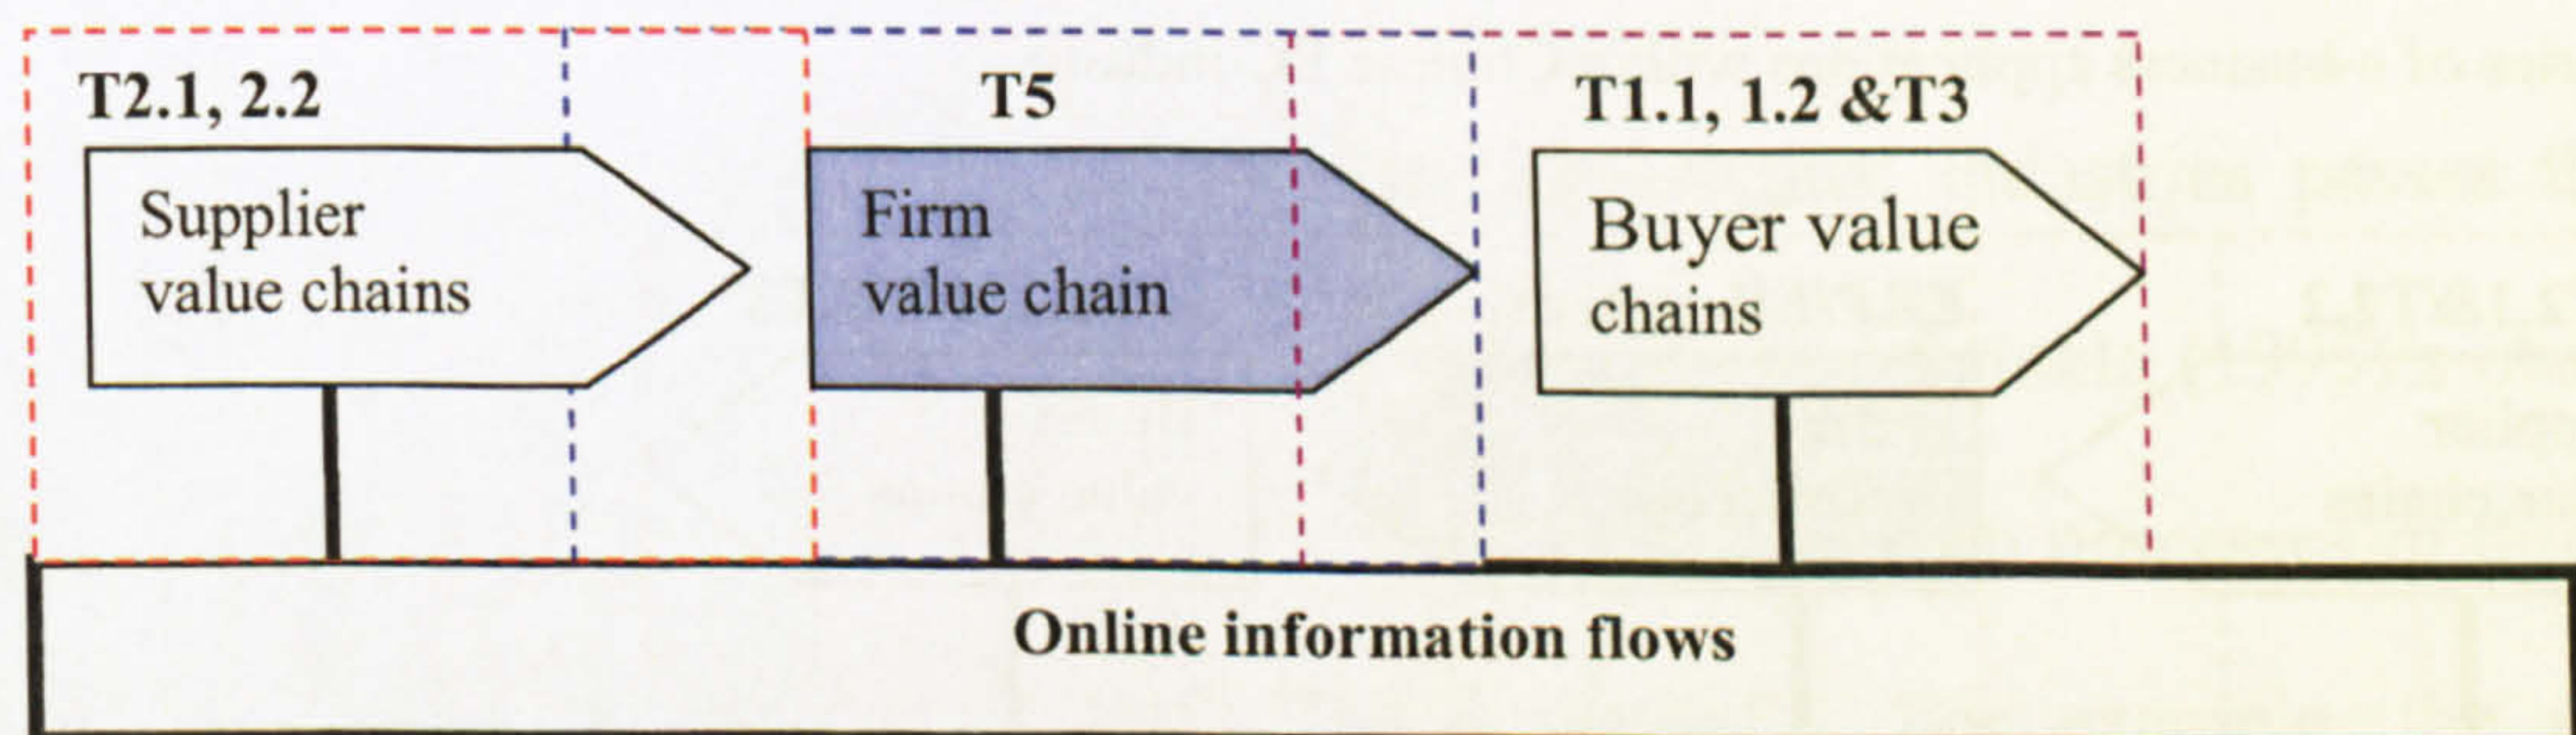 T2.1, 2.2
T5
T1.1, 1.2 &T3
Supplier
value chains
Firm
value chain
Buyer value
chains
Online information flows